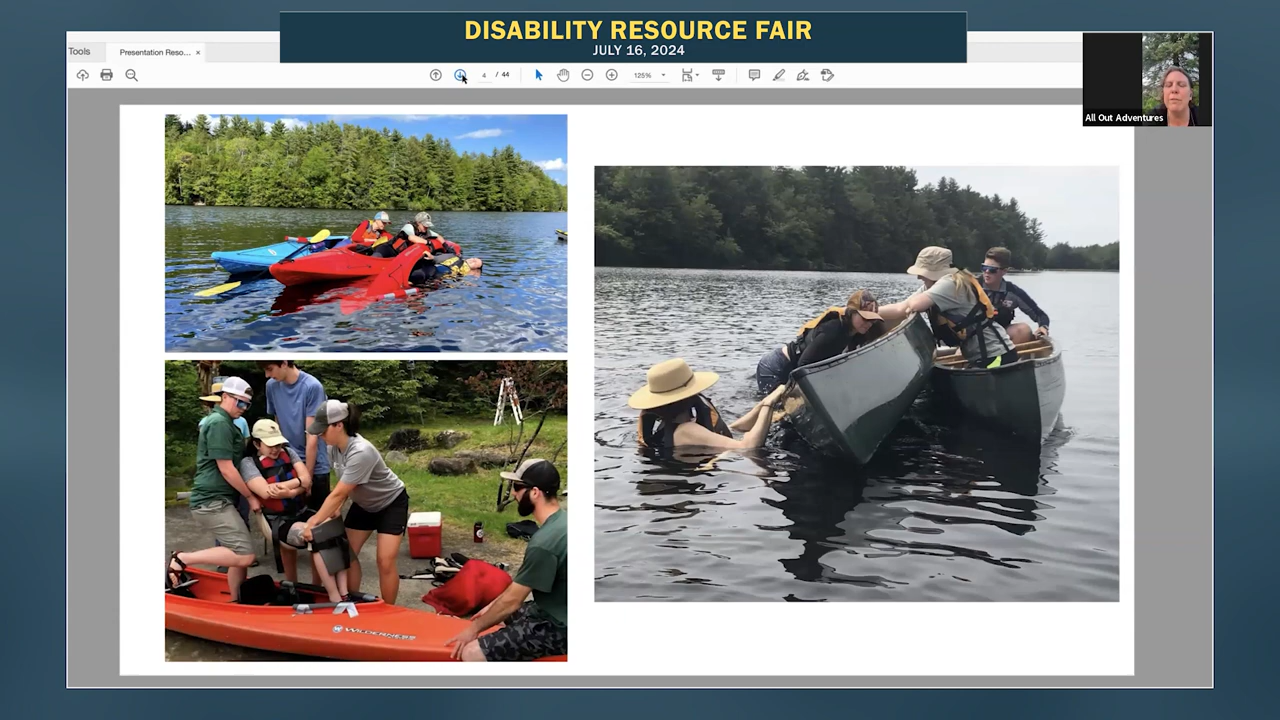 DISABILITY RESOURCE FAIR
JULY 16, 2024
Tools
Presentation Reso... ×
4 / 44
125%
All Out Adventures
WILDERNESS